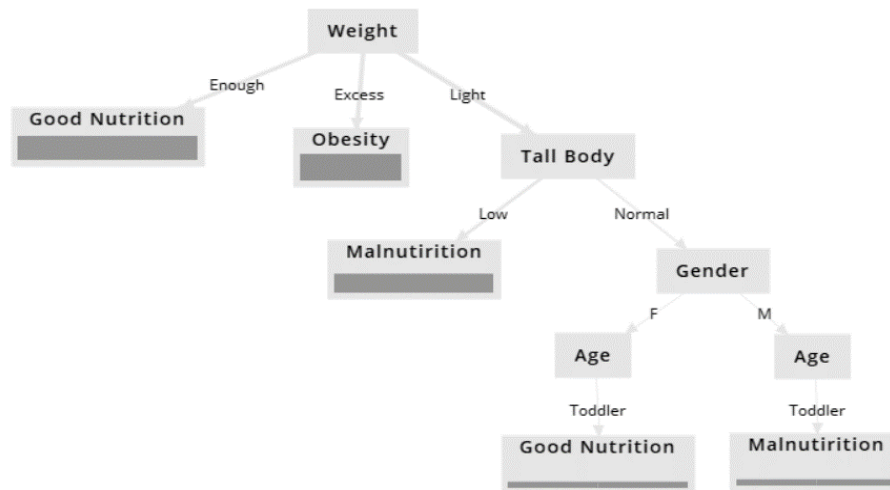 Weight
Enough
Excess
Light
Good Nutrition
Obesity
Tall Body
Low
Normal
Malnutirition
Gender
F
M
Age
Age
Toddler
Toddler
Good Nutrition
Malnutirition